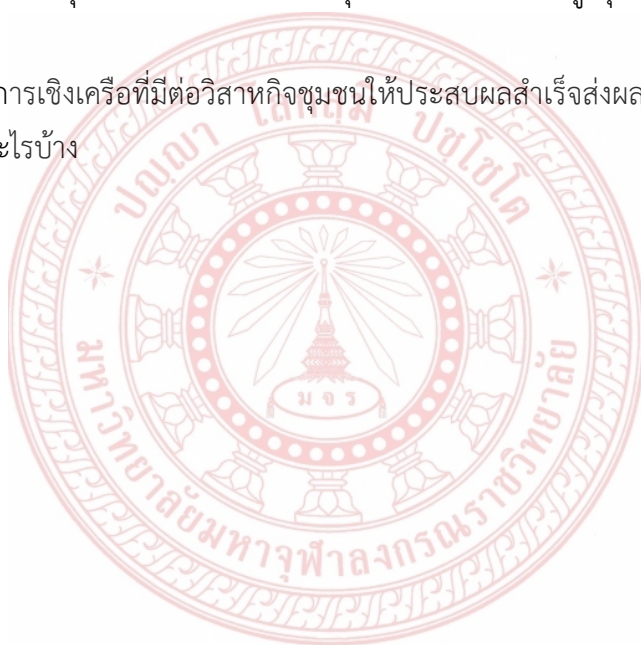 การเชิงเครือที่มีต่อวิสาหกิจชุมชนให้ประสบผลสำเร็จส่งผล
อะไรบ้าง
ปญฺญา โลกสฺมึ ปชฺโชโต
ม จ ร
มหาวิทยาลัยมหาจุฬาลงกรณราชวิทยาลัย